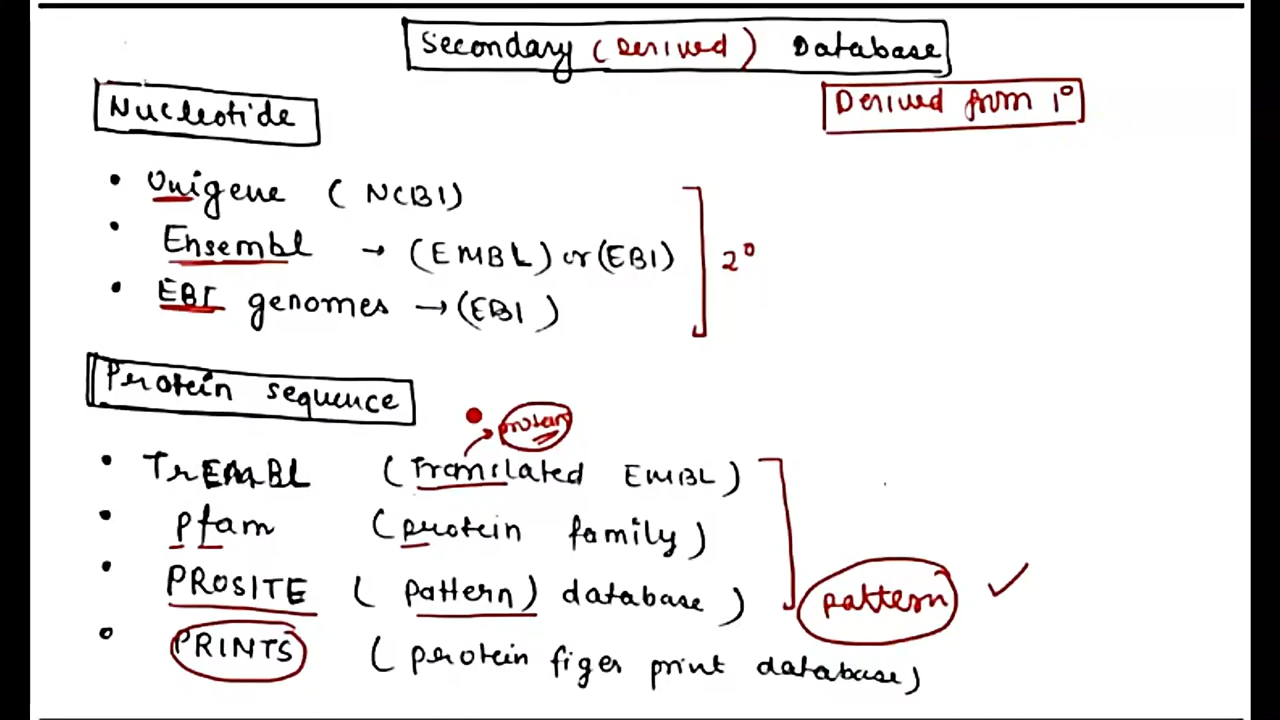 Secondary (Derived) Database
Derived from 1°
Nucleotide
• Unigene (NCBI)
• Ensembl → (EMBL) or (EBI)
2°
• EBI genomes → (EBI)
Protein sequence
protein
• TrEMBL (Translated EMBL)
• Pfam (protein family)
• PROSITE (pattern) database)
pattern ✓
• PRINTS (protein figer print database)